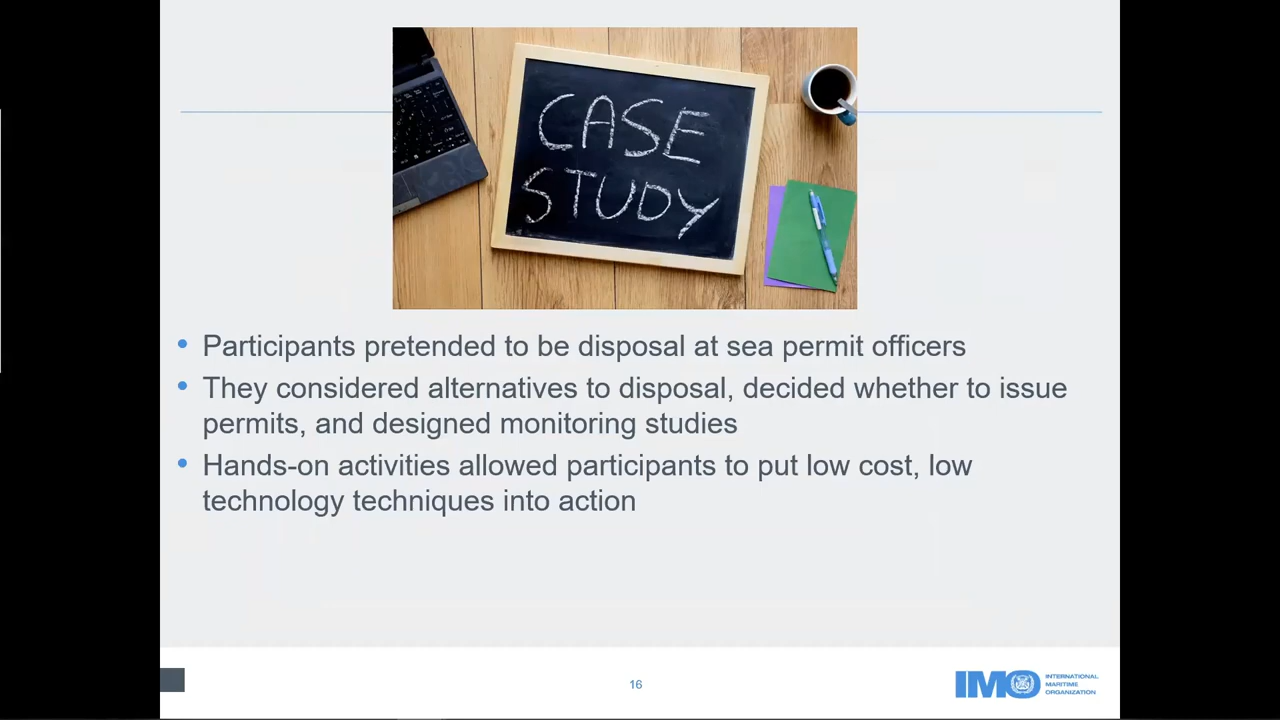 CASE
STUDY
• Participants pretended to be disposal at sea permit officers
• They considered alternatives to disposal, decided whether to issue
permits, and designed monitoring studies
• Hands-on activities allowed participants to put low cost, low
technology techniques into action
16
IMO
INTERNATIONAL
MARITIME
ORGANIZATION